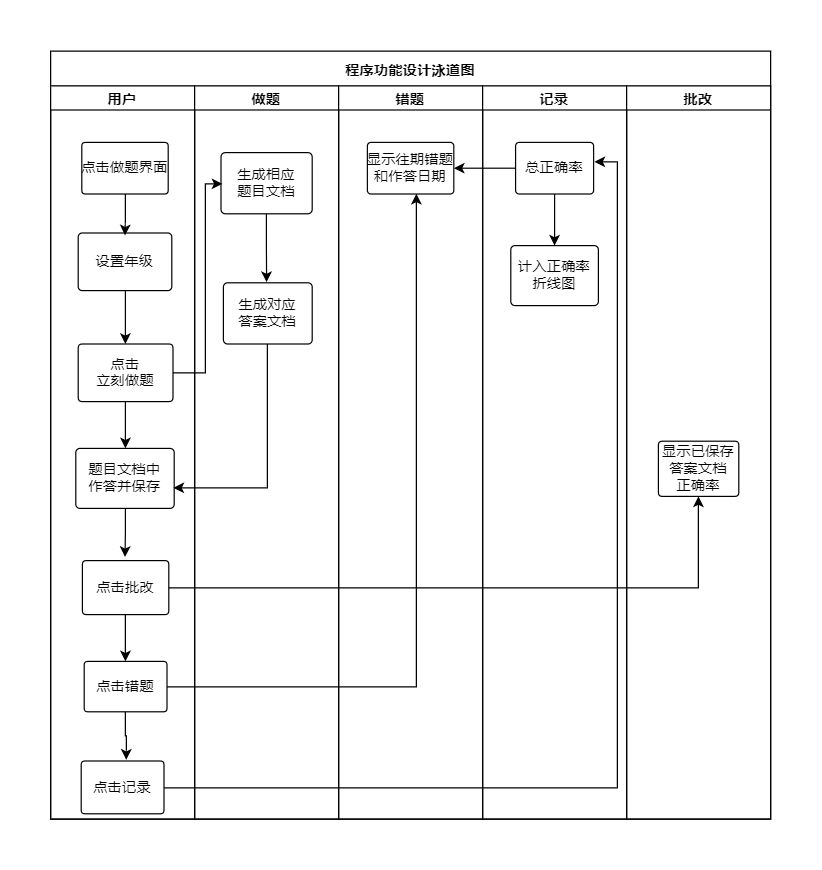 程序功能设计泳道图
用户
做题
错题
记录
批改
点击做题界面
设置年级
点击
立刻做题
题目文档中
作答并保存
点击批改
点击错题
点击记录
生成相应
题目文档
生成对应
答案文档
显示往期错题
和作答日期
总正确率
计入正确率
折线图
显示已保存
答案文档
正确率